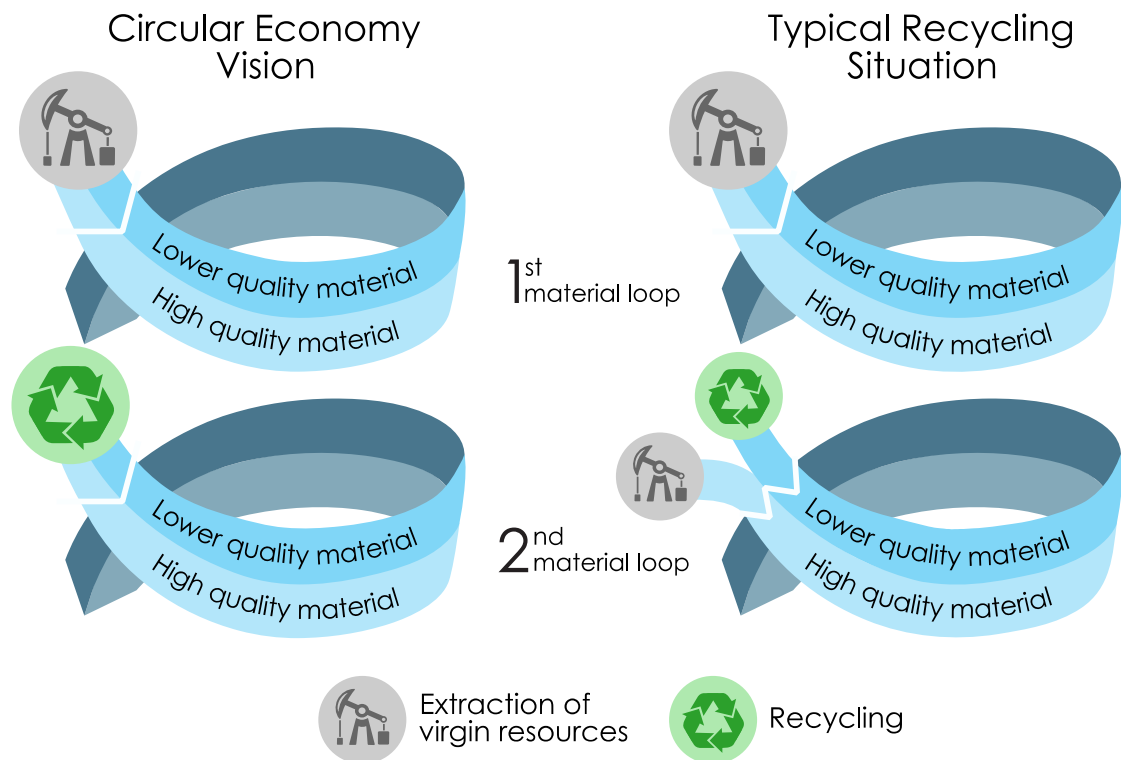 Circular Economy
Vision
Typical Recycling
Situation
Lower quality material
High quality material
1st
material loop
Lower quality material
High quality material
Lower quality material
High quality material
2nd
material loop
Lower quality material
High quality material
Extraction of
virgin resources
Recycling